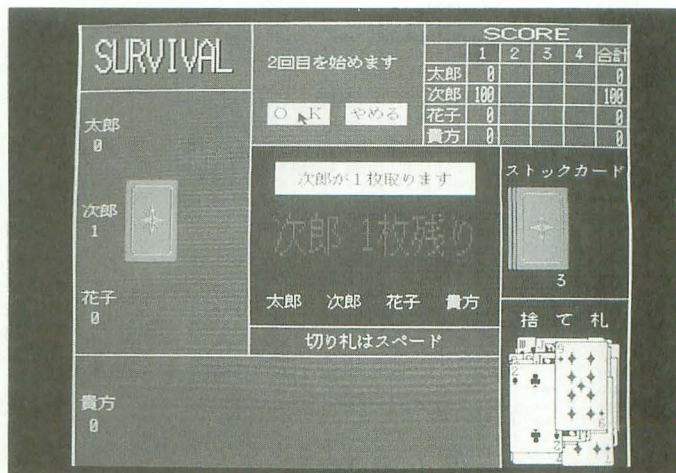 SURVIVAL
2回目を始めます
O K やめる
SCORE
1 2 3 4 合計
太郎 0 0
次郎 100 100
花子 0 0
貴方 0 0
太郎
0
次郎
1
花子
0
次郎が1枚取ります
次郎 1枚残り
太郎 次郎 花子 貴方
切り札はスペード
ストックカード
3
捨て札
貴方
0